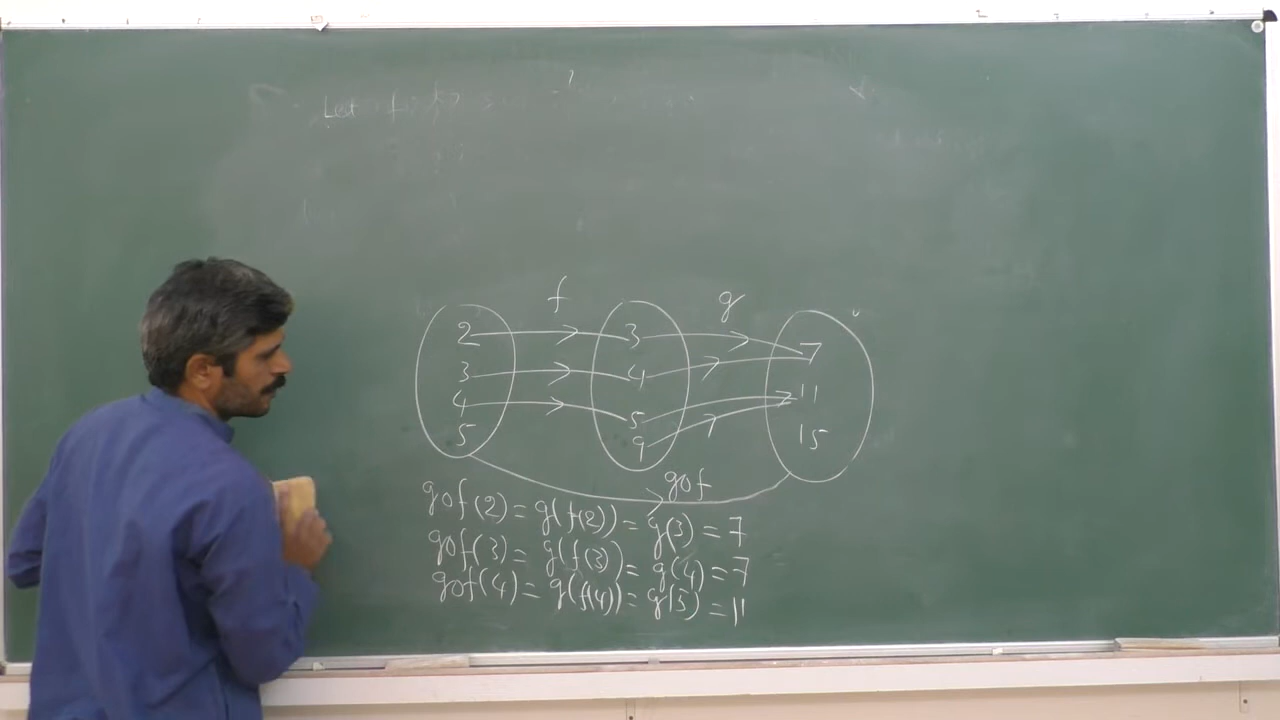 Let f
f g
2 3 7
3 4 11
4 5 15
5 9
gof
gof(2) = g(f(2)) = g(3) = 7
gof(3) = g(f(3)) = g(4) = 7
gof(4) = g(f(4)) = g(5) = 11